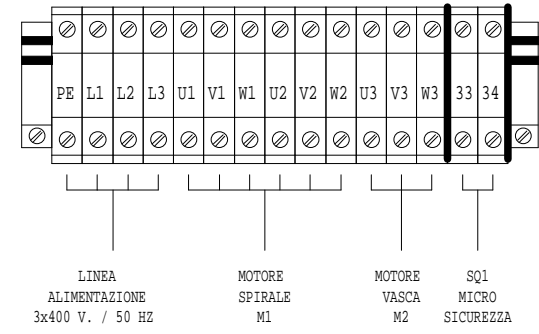 PE L1 L2 L3 U1 V1 W1 U2 V2 W2 U3 V3 W3 33 34
LINEA
ALIMENTAZIONE
3x400 V. / 50 HZ
MOTORE
SPIRALE
M1
MOTORE
VASCA
M2
SQ1
MICRO
SICUREZZA